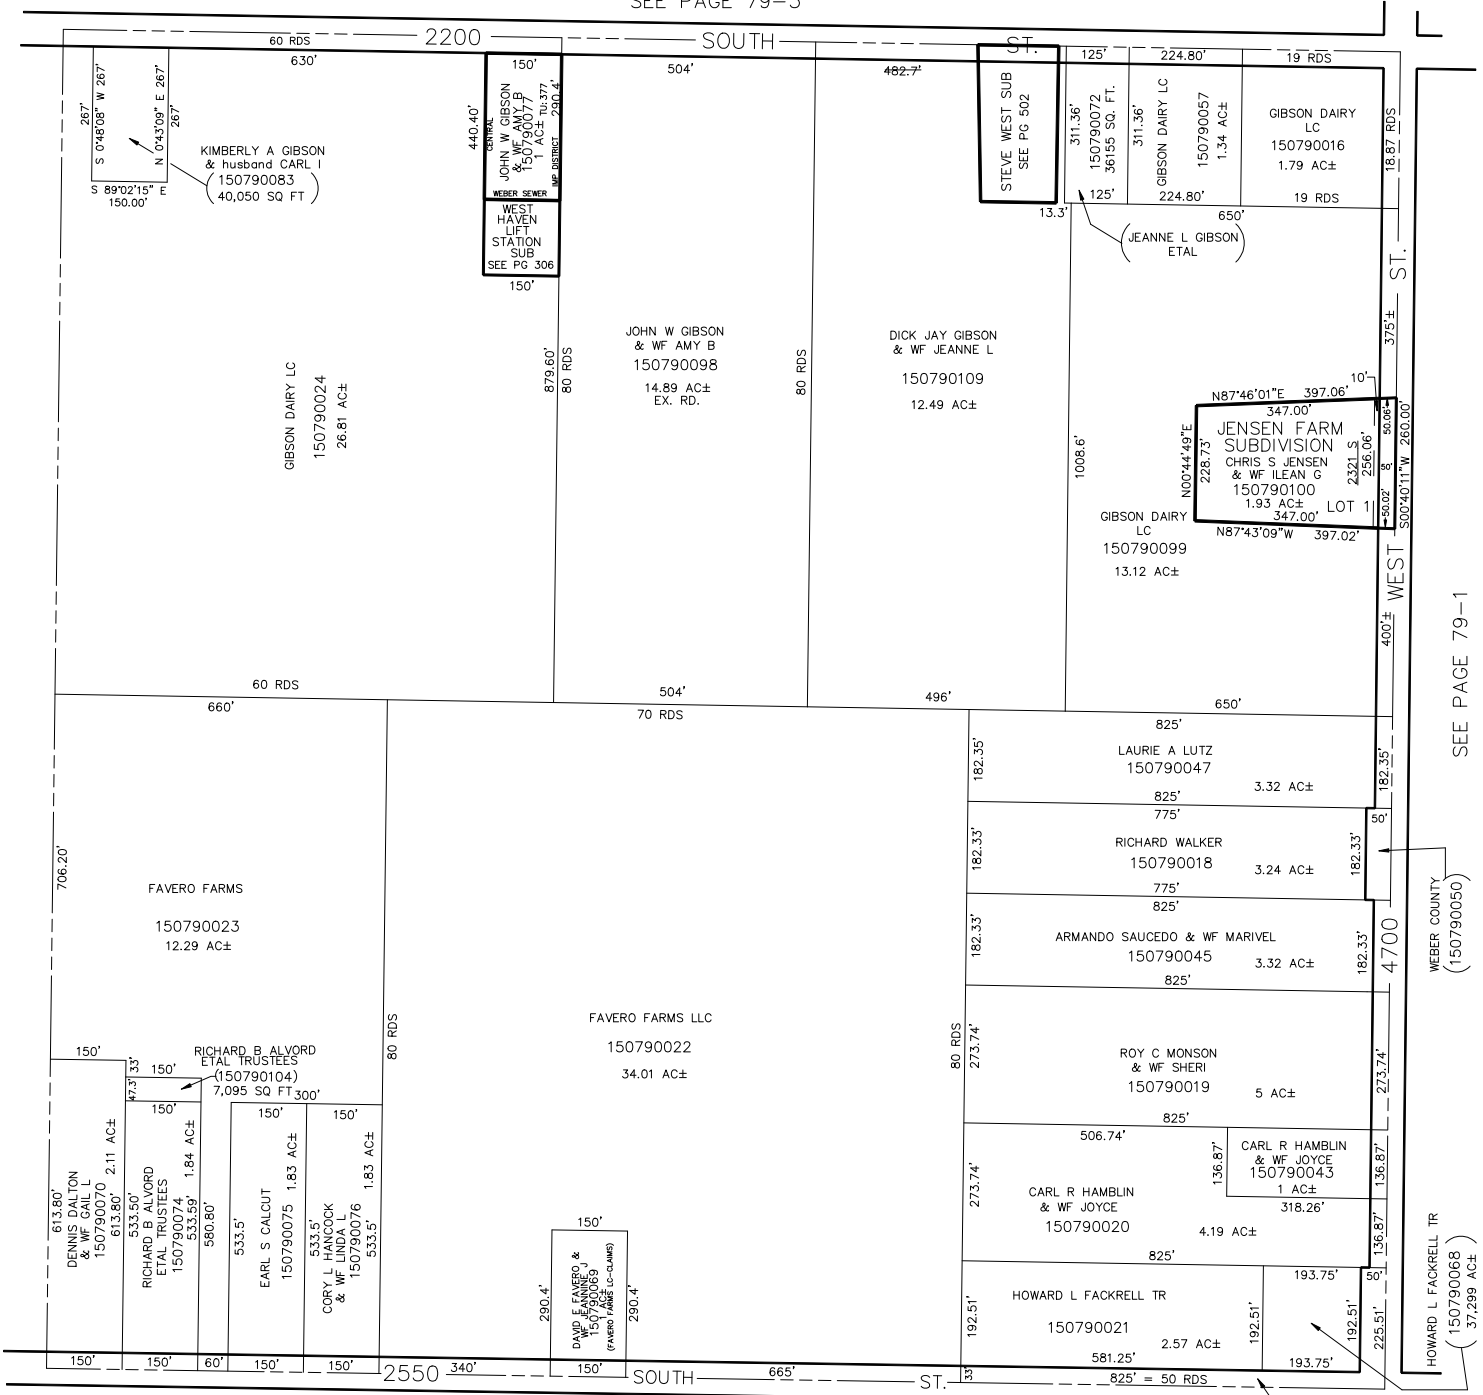 SEE PAGE 79-3
60 RDS
2200
SOUTH
ST.
630'
150'
504'
482.7'
125'
224.80'
19 RDS
267'
S 0°48'08" W 267'
N 0°43'09" E 267'
267'
S 89°02'15" E
150.00'
KIMBERLY A GIBSON
& husband CARL I
(150790083)
40,050 SQ FT
440.40'
CENTRAL
JOHN W GIBSON
& WF AMY B
150790077
1 AC± TU:377
290.4'
IMP DISTRICT
WEBER SEWER
WEST
HAVEN
LIFT
STATION
SUB
SEE PG 306
150'
STEVE WEST SUB
SEE PG 502
13.3'
311.36'
150790072
36155 SQ. FT.
125'
311.36'
GIBSON DAIRY LC
150790057
1.34 AC±
224.80'
GIBSON DAIRY
LC
150790016
1.79 AC±
19 RDS
18.87 RDS
650'
(JEANNE L GIBSON
ETAL)
GIBSON DAIRY LC
150790024
26.81 AC±
879.60'
80 RDS
JOHN W GIBSON
& WF AMY B
150790098
14.89 AC±
EX. RD.
80 RDS
DICK JAY GIBSON
& WF JEANNE L
150790109
12.49 AC±
1008.6'
ST.
375'±
10'
N87°46'01"E 397.06'
347.00'
N00°44'49"E
228.73'
JENSEN FARM
SUBDIVISION
CHRIS S JENSEN
& WF ILEAN G
150790100
1.93 AC±
LOT 1
2321 S
256.06'
50.06'
50'
50.02'
S00°40'11"W 260.00'
347.00'
N87°43'09"W 397.02'
GIBSON DAIRY
LC
150790099
13.12 AC±
WEST
400'±
SEE PAGE 79-1
60 RDS
660'
504'
70 RDS
496'
650'
825'
182.35'
LAURIE A LUTZ
150790047
3.32 AC±
182.35'
825'
775'
50'
182.33'
RICHARD WALKER
150790018
3.24 AC±
182.33'
775'
825'
WEBER COUNTY
(150790050)
182.33'
ARMANDO SAUCEDO & WF MARIVEL
150790045
3.32 AC±
182.33'
4700
825'
706.20'
FAVERO FARMS
150790023
12.29 AC±
80 RDS
FAVERO FARMS LLC
150790022
34.01 AC±
80 RDS
273.74'
ROY C MONSON
& WF SHERI
150790019
5 AC±
273.74'
825'
506.74'
136.87'
CARL R HAMBLIN
& WF JOYCE
150790043
1 AC±
318.26'
136.87'
273.74'
CARL R HAMBLIN
& WF JOYCE
150790020
4.19 AC±
136.87'
825'
193.75'
50'
150'
33'
150'
47.3'
150'
RICHARD B ALVORD
ETAL TRUSTEES
(150790104)
7,095 SQ FT
300'
150'
150'
613.80'
DENNIS DALTON
& WF GAIL L
150790070 2.11 AC±
613.80'
533.50'
RICHARD B ALVORD
ETAL TRUSTEES
150790074
533.59'
1.84 AC±
580.80'
533.5'
EARL S CALCUT
150790075 1.83 AC±
533.5'
CORY L HANCOCK
& WF LINDA L
150790076
533.5'
1.83 AC±
150'
290.4'
DAVID E FAVERO &
WF JEANNINE J
150790069
1 AC±
(FAVERO FARMS LC-CLAIMS)
290.4'
192.51'
HOWARD L FACKRELL TR
150790021
2.57 AC±
192.51'
192.51'
225.51'
HOWARD L FACKRELL TR
(150790068)
37,299 AC±
581.25'
193.75'
150'
150'
60'
150'
150'
2550
340'
150'
SOUTH
665'
ST.
33'
825' = 50 RDS